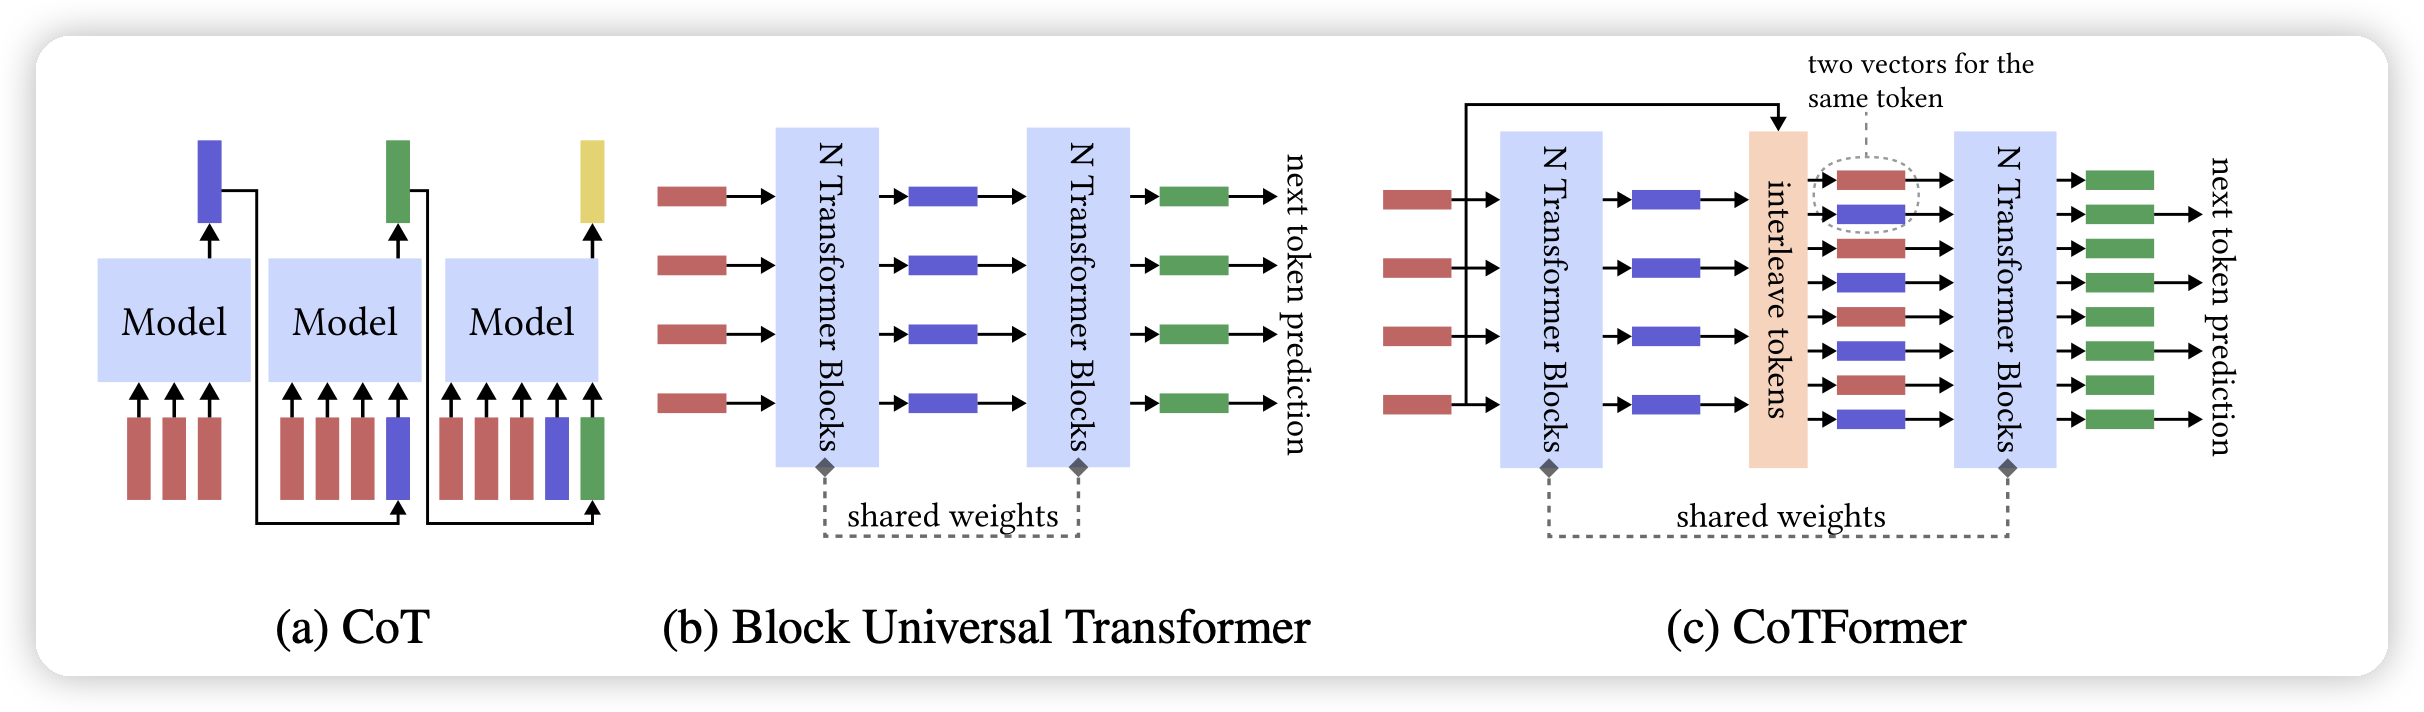 Model
Model
Model
(a) CoT
N Transformer Blocks
N Transformer Blocks
next token prediction
shared weights
(b) Block Universal Transformer
two vectors for the
same token
N Transformer Blocks
interleave tokens
N Transformer Blocks
next token prediction
shared weights
(c) CoTFormer